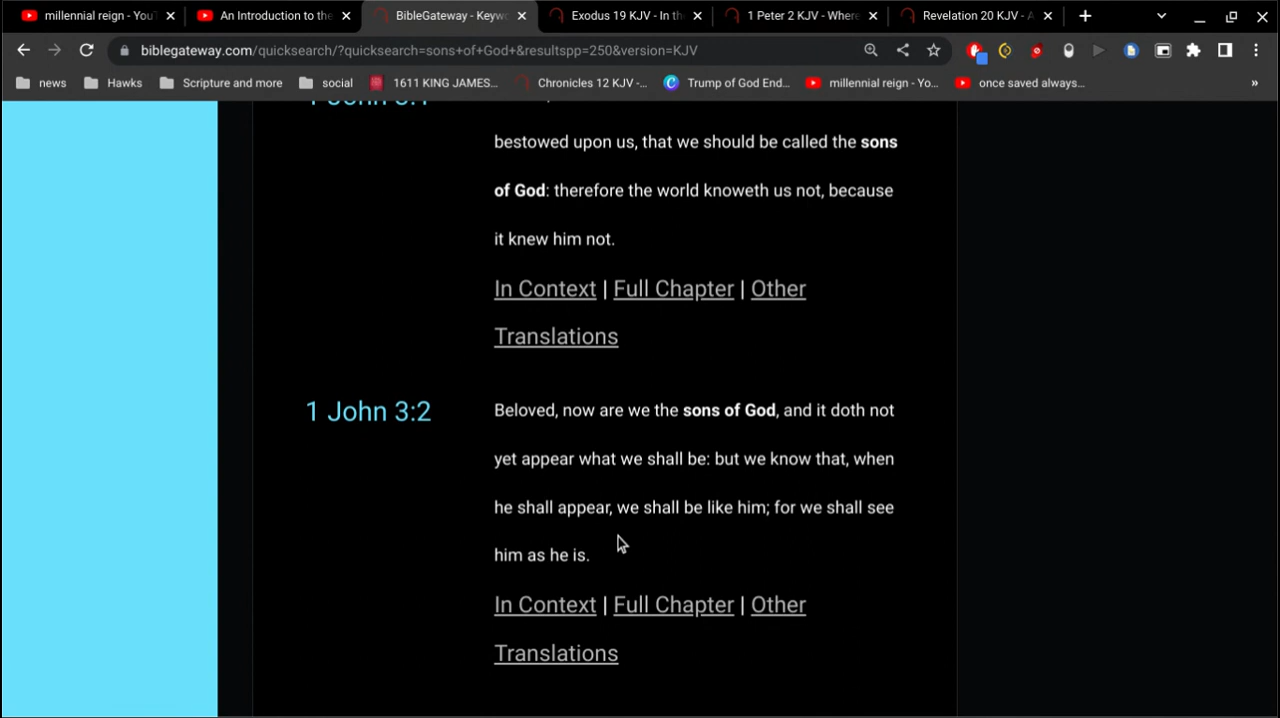 millennial reign - You
An Introduction to the
BibleGateway - Keywo
Exodus 19 KJV - In th
1 Peter 2 KJV - Where
Revelation 20 KJV - A
biblegateway.com/quicksearch/?quicksearch=sons+of+God+&resultspp=250&version=KJV
news
Hawks
Scripture and more
social
1611 KING JAMES...
Chronicles 12 KJV -...
Trump of God End...
millennial reign - Yo...
once saved always...
»
bestowed upon us, that we should be called the sons
of God: therefore the world knoweth us not, because
it knew him not.
In Context | Full Chapter | Other
Translations
1 John 3:2
Beloved, now are we the sons of God, and it doth not
yet appear what we shall be: but we know that, when
he shall appear, we shall be like him; for we shall see
him as he is.
In Context | Full Chapter | Other
Translations